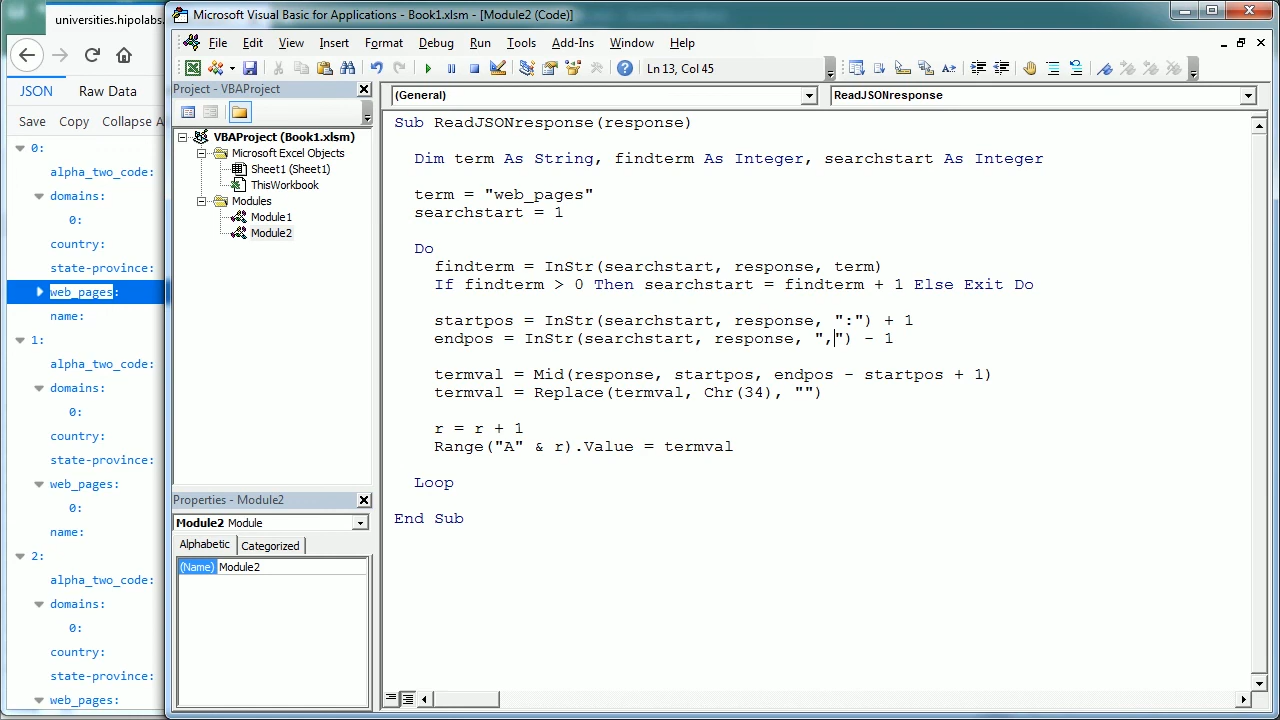 universities.hipolabs.
JSON
Raw Data
Save Copy Collapse A
0:
alpha_two_code:
domains:
0:
country:
state-province:
web_pages:
name:
1:
alpha_two_code:
domains:
0:
country:
state-province:
web_pages:
0:
name:
2:
alpha_two_code:
domains:
0:
country:
state-province:
web_pages:
Microsoft Visual Basic for Applications - Book1.xlsm - [Module2 (Code)]
File Edit View Insert Format Debug Run Tools Add-Ins Window Help
Ln 13, Col 45
Project - VBAProject
VBAProject (Book1.xlsm)
Microsoft Excel Objects
Sheet1 (Sheet1)
ThisWorkbook
Modules
Module1
Module2
Properties - Module2
Module2 Module
Alphabetic Categorized
(Name) Module2
(General) ReadJSONresponse
Sub ReadJSONresponse(response)
Dim term As String, findterm As Integer, searchstart As Integer
term = "web_pages"
searchstart = 1
Do
findterm = InStr(searchstart, response, term)
If findterm > 0 Then searchstart = findterm + 1 Else Exit Do
startpos = InStr(searchstart, response, ":") + 1
endpos = InStr(searchstart, response, ",") - 1
termval = Mid(response, startpos, endpos - startpos + 1)
termval = Replace(termval, Chr(34), "")
r = r + 1
Range("A" & r).Value = termval
Loop
End Sub